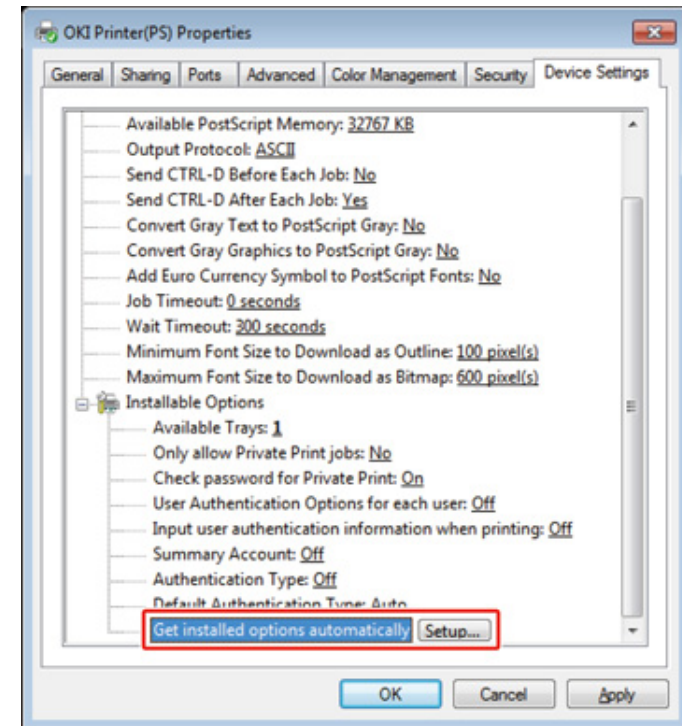 OKI Printer(PS) Properties
General Sharing Ports Advanced Color Management Security Device Settings
Available PostScript Memory: 32767 KB
Output Protocol: ASCII
Send CTRL-D Before Each Job: No
Send CTRL-D After Each Job: Yes
Convert Gray Text to PostScript Gray: No
Convert Gray Graphics to PostScript Gray: No
Add Euro Currency Symbol to PostScript Fonts: No
Job Timeout: 0 seconds
Wait Timeout: 300 seconds
Minimum Font Size to Download as Outline: 100 pixel(s)
Maximum Font Size to Download as Bitmap: 600 pixel(s)
Installable Options
Available Trays: 1
Only allow Private Print jobs: No
Check password for Private Print: On
User Authentication Options for each user: Off
Input user authentication information when printing: Off
Summary Account: Off
Authentication Type: Off
Default Authentication Type: Auto
Get installed options automatically Setup...
OK Cancel Apply